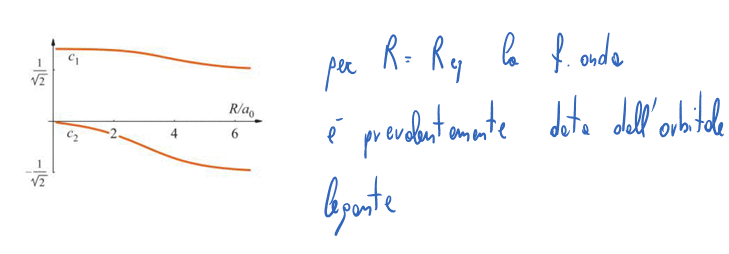 c₁
1/√2
R/a₀
c₂ 2 4 6
-1/√2
per R = Req la f. onda
è prevalentemente data dall'orbitale
legante